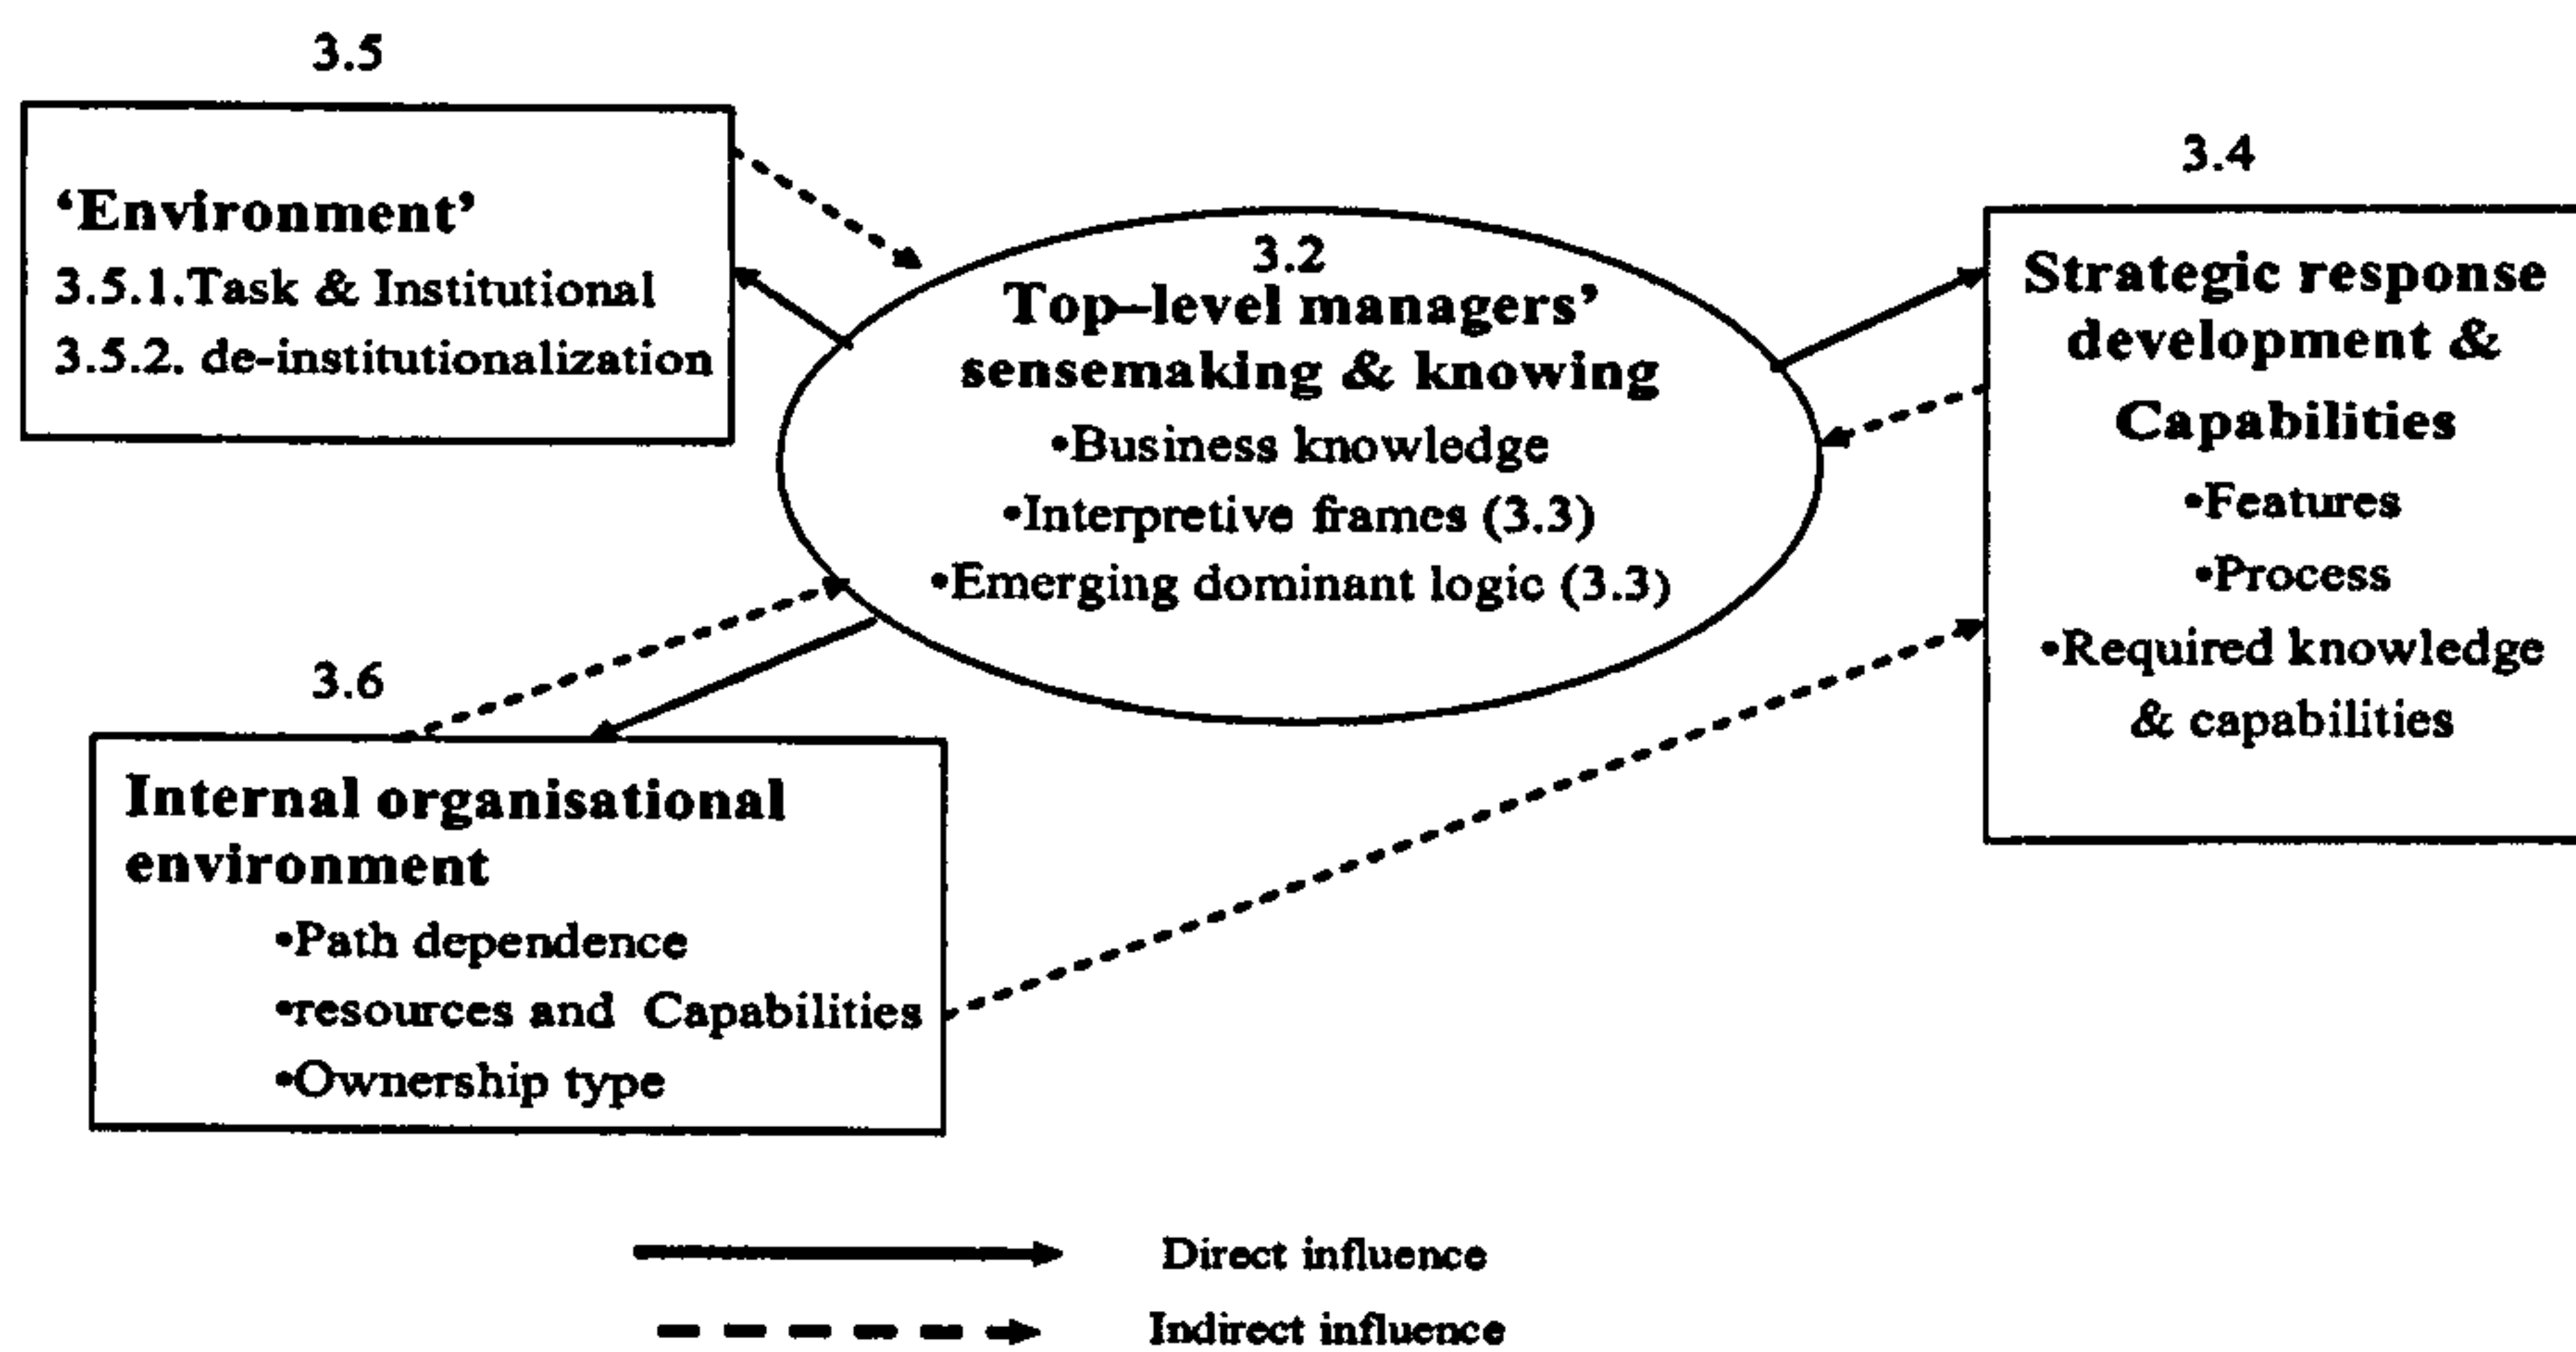 3.5
‘Environment’
3.5.1.Task & Institutional
3.5.2. de-institutionalization
3.2
Top–level managers’
sensemaking & knowing
•Business knowledge
•Interpretive frames (3.3)
•Emerging dominant logic (3.3)
3.4
Strategic response
development &
Capabilities
•Features
•Process
•Required knowledge
& capabilities
3.6
Internal organisational
environment
•Path dependence
•resources and Capabilities
•Ownership type
Direct influence
Indirect influence